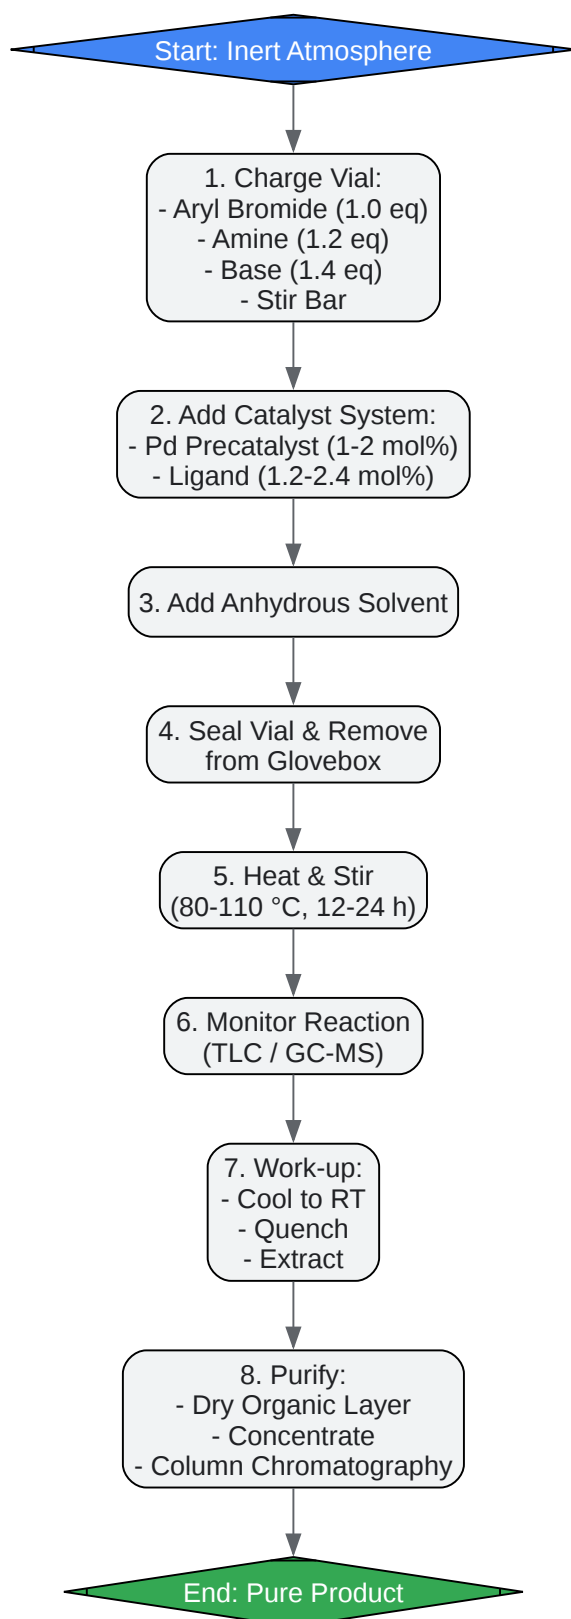 Start: Inert Atmosphere
1. Charge Vial:
- Aryl Bromide (1.0 eq)
- Amine (1.2 eq)
- Base (1.4 eq)
- Stir Bar
2. Add Catalyst System:
- Pd Precatalyst (1-2 mol%)
- Ligand (1.2-2.4 mol%)
3. Add Anhydrous Solvent
4. Seal Vial & Remove
from Glovebox
5. Heat & Stir
(80-110 °C, 12-24 h)
6. Monitor Reaction
(TLC / GC-MS)
7. Work-up:
- Cool to RT
- Quench
- Extract
8. Purify:
- Dry Organic Layer
- Concentrate
- Column Chromatography
End: Pure Product